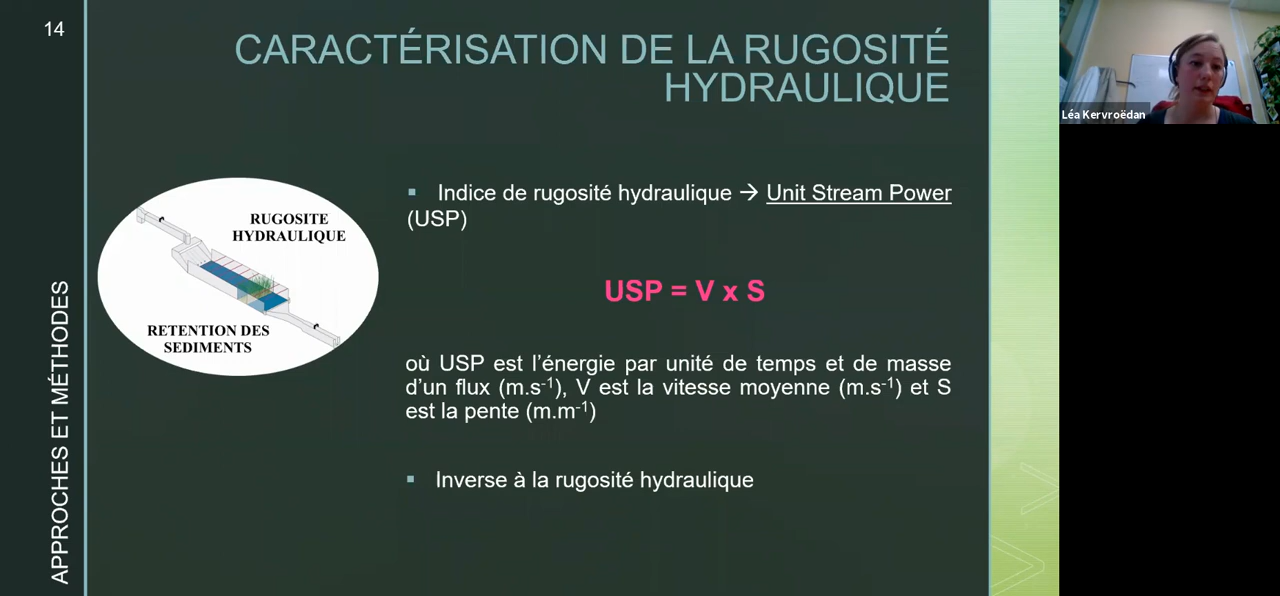 14
CARACTÉRISATION DE LA RUGOSITÉ
HYDRAULIQUE
Léa Kervroëdan
▪ Indice de rugosité hydraulique → Unit Stream Power
(USP)
RUGOSITE
HYDRAULIQUE
RETENTION DES
SEDIMENTS
USP = V x S
où USP est l’énergie par unité de temps et de masse
d’un flux (m.s⁻¹), V est la vitesse moyenne (m.s⁻¹) et S
est la pente (m.m⁻¹)
▪ Inverse à la rugosité hydraulique
APPROCHES ET MÉTHODES